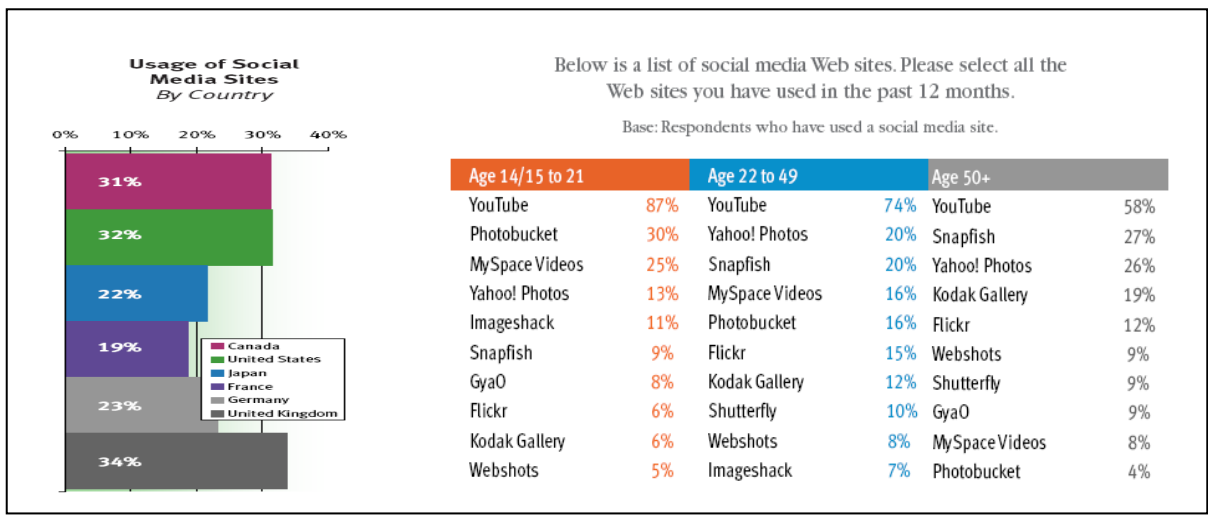 Usage of Social
Media Sites
By Country
0% 10% 20% 30% 40%
31%
32%
22%
19%
23%
34%
Canada
United States
Japan
France
Germany
United Kingdom
Below is a list of social media Web sites. Please select all the
Web sites you have used in the past 12 months.
Base: Respondents who have used a social media site.
Age 14/15 to 21 Age 22 to 49 Age 50+
YouTube 87% YouTube 74% YouTube 58%
Photobucket 30% Yahoo! Photos 20% Snapfish 27%
MySpace Videos 25% Snapfish 20% Yahoo! Photos 26%
Yahoo! Photos 13% MySpace Videos 16% Kodak Gallery 19%
Imageshack 11% Photobucket 16% Flickr 12%
Snapfish 9% Flickr 15% Webshots 9%
GyaO 8% Kodak Gallery 12% Shutterfly 9%
Flickr 6% Shutterfly 10% GyaO 9%
Kodak Gallery 6% Webshots 8% MySpace Videos 8%
Webshots 5% Imageshack 7% Photobucket 4%